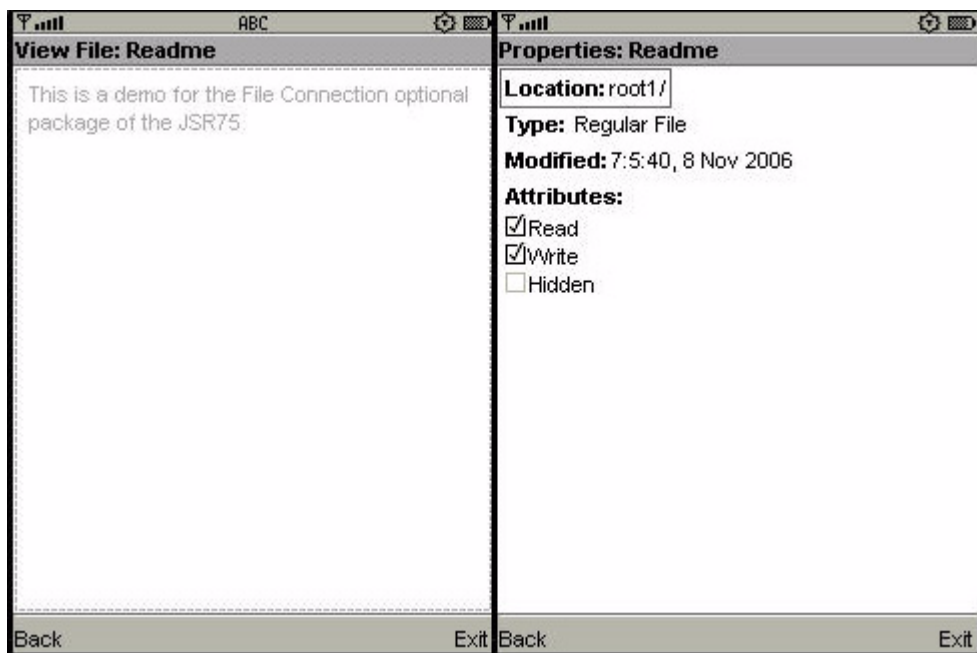 ABC
View File: Readme
This is a demo for the File Connection optional
package of the JSR75
Back
Exit
Properties: Readme
Location: root1/
Type: Regular File
Modified: 7:5:40, 8 Nov 2006
Attributes:
Read
Write
Hidden
Back
Exit